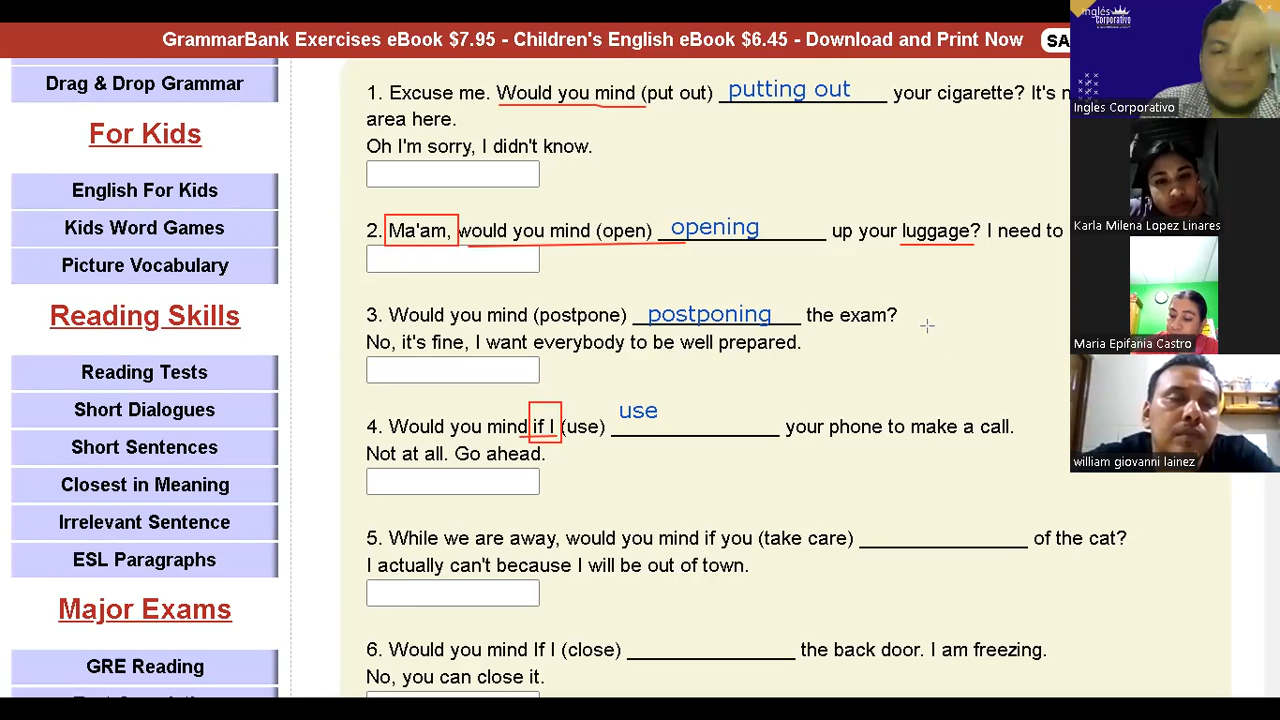 GrammarBank Exercises eBook $7.95 - Children's English eBook $6.45 - Download and Print Now
SA
Drag & Drop Grammar
For Kids
English For Kids
Kids Word Games
Picture Vocabulary
Reading Skills
Reading Tests
Short Dialogues
Short Sentences
Closest in Meaning
Irrelevant Sentence
ESL Paragraphs
Major Exams
GRE Reading
1. Excuse me. Would you mind (put out) putting out your cigarette? It's
area here.
Oh I'm sorry, I didn't know.
2. Ma'am, would you mind (open) opening up your luggage? I need to
3. Would you mind (postpone) postponing the exam?
No, it's fine, I want everybody to be well prepared.
4. Would you mind if I (use) use your phone to make a call.
Not at all. Go ahead.
5. While we are away, would you mind if you (take care) ________________ of the cat?
I actually can't because I will be out of town.
6. Would you mind If I (close) ________________ the back door. I am freezing.
No, you can close it.
Inglés
corporativo
Ingles Corporativo
Karla Milena Lopez Linares
Maria Epifania Castro
william giovanni lainez